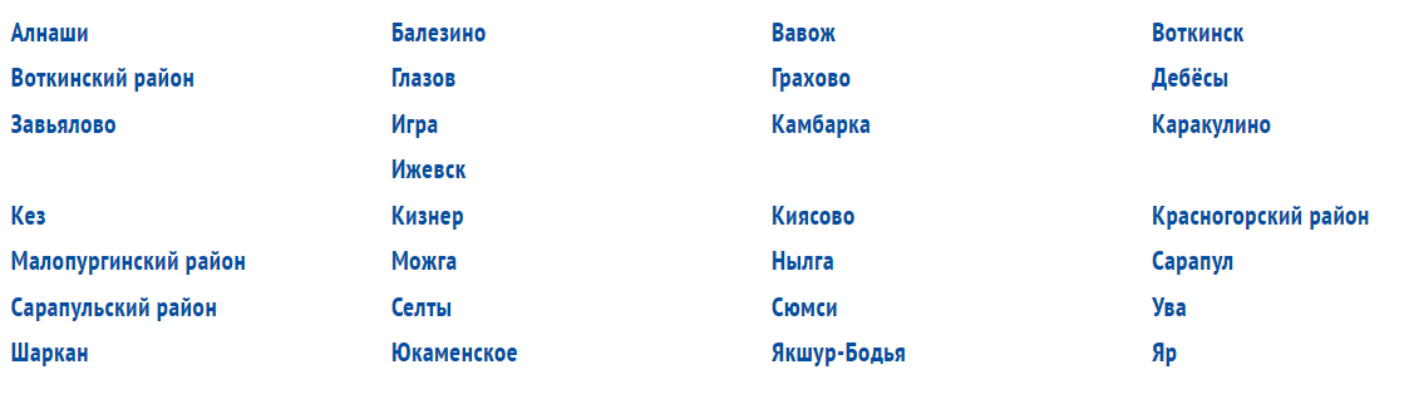 Алнаши Балезино Вавож Воткинск
Воткинский район Глазов Грахово Дебёсы
Завьялово Игра Камбарка Каракулино
Ижевск
Кез Кизнер Киясово Красногорский район
Малопургинский район Можга Нылга Сарапул
Сарапульский район Селты Сюмси Ува
Шаркан Юкаменское Якшур-Бодья Яр